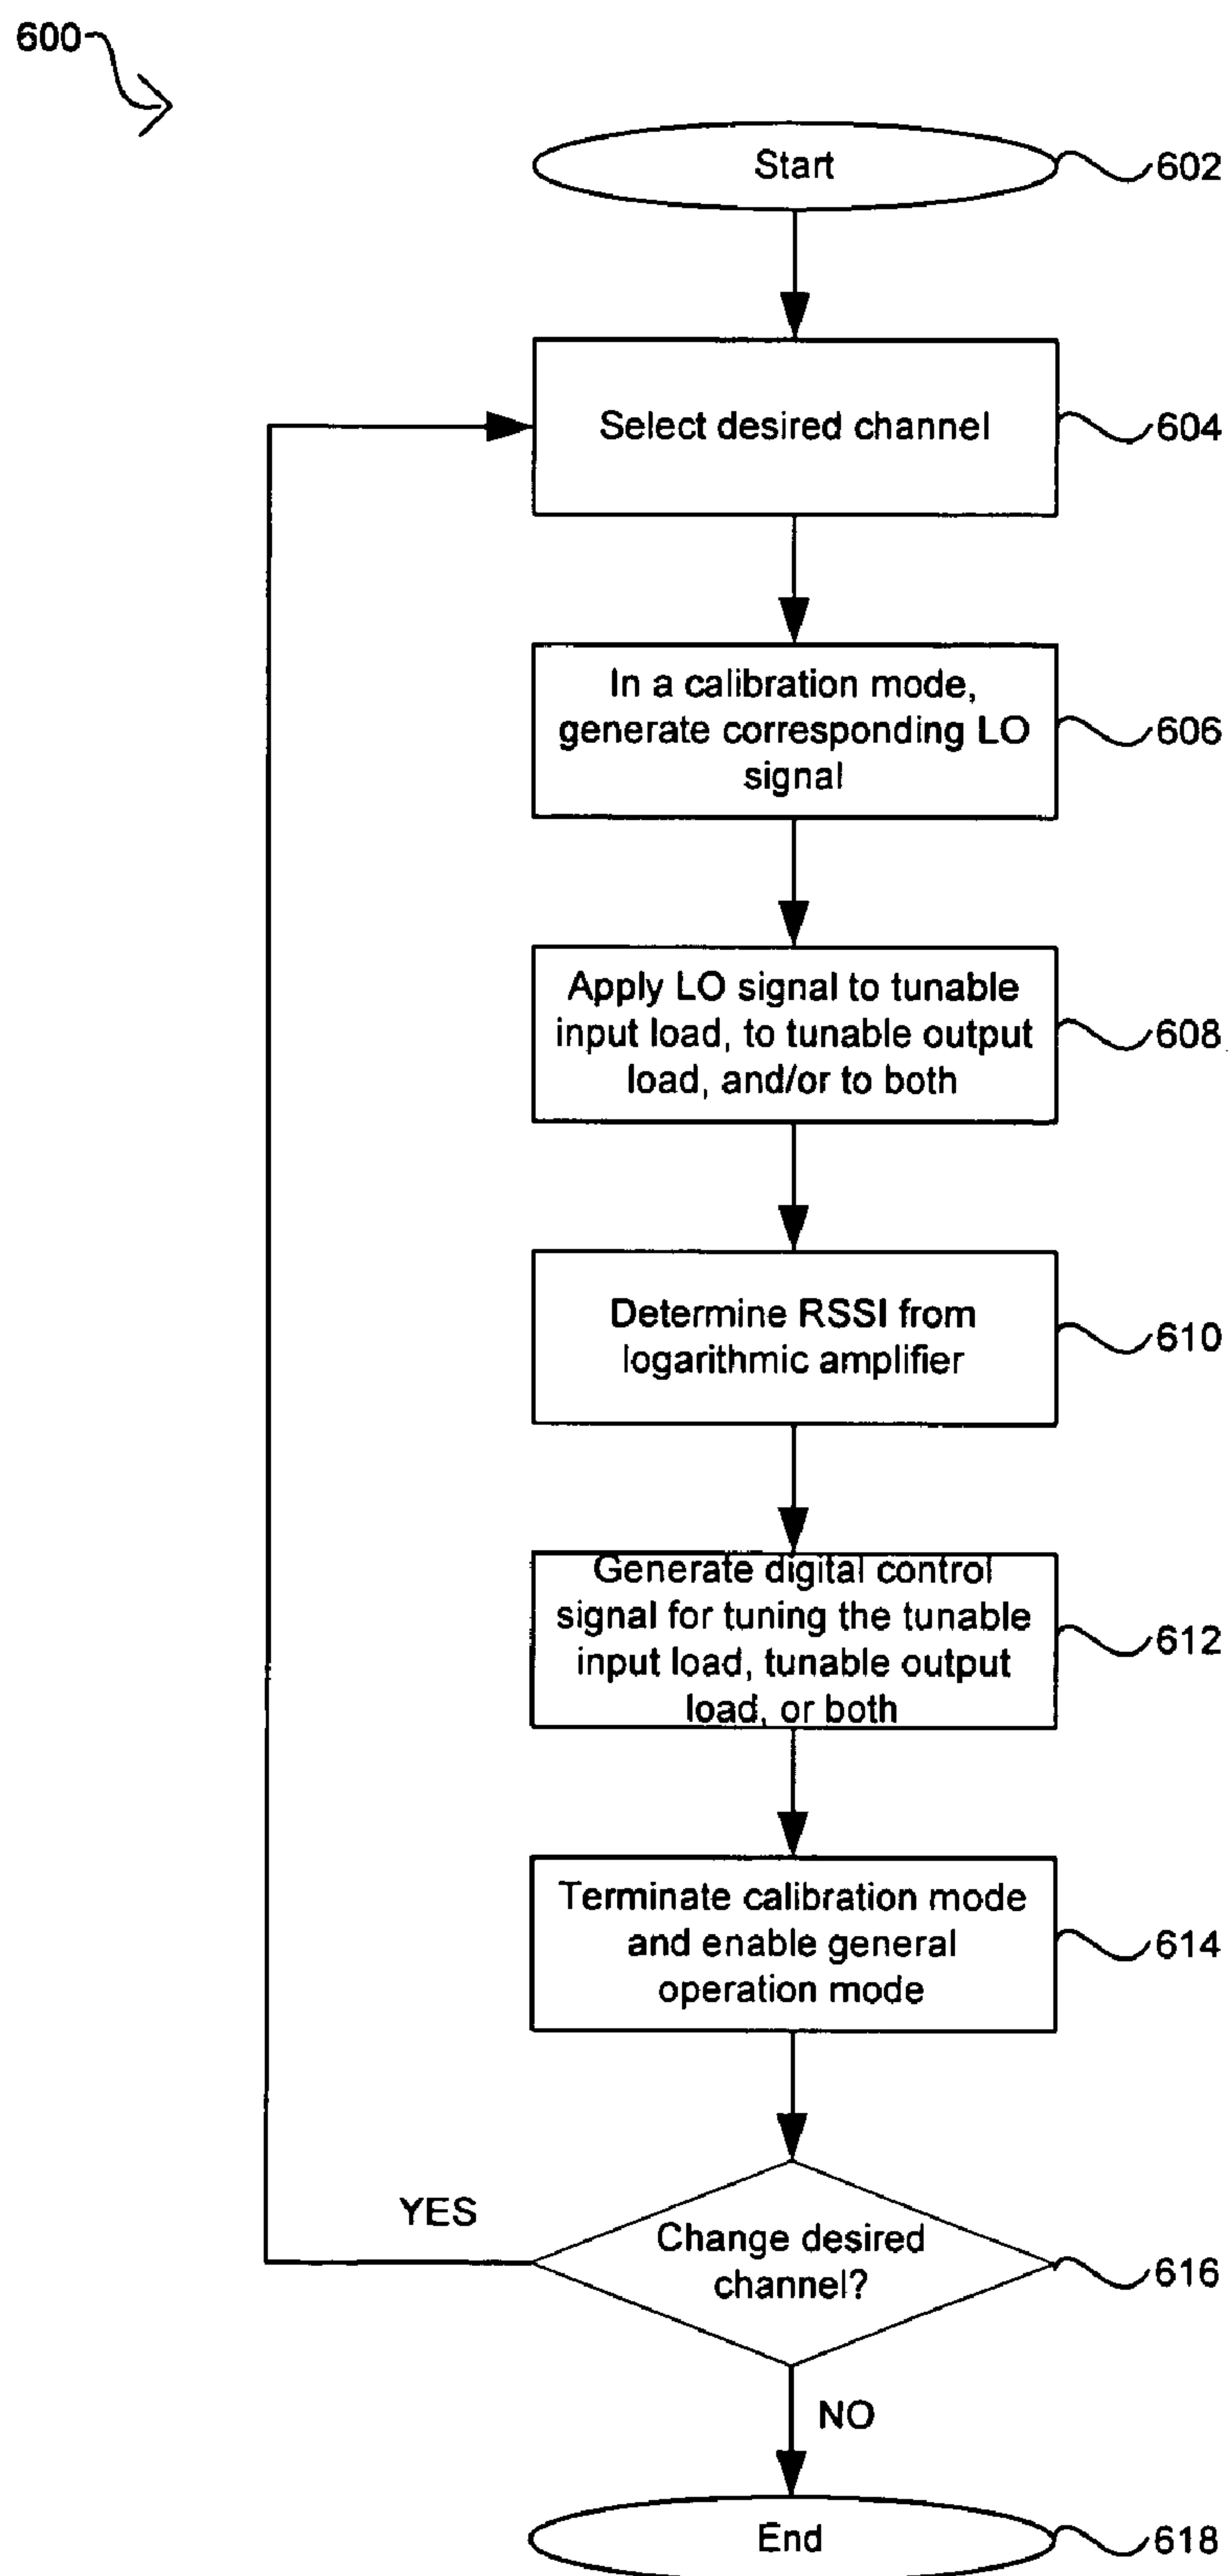 600
Start
602
Select desired channel
604
In a calibration mode,
generate corresponding LO
signal
606
Apply LO signal to tunable
input load, to tunable output
load, and/or to both
608
Determine RSSI from
logarithmic amplifier
610
Generate digital control
signal for tuning the tunable
input load, tunable output
load, or both
612
Terminate calibration mode
and enable general
operation mode
614
YES
Change desired
channel?
616
NO
End
618